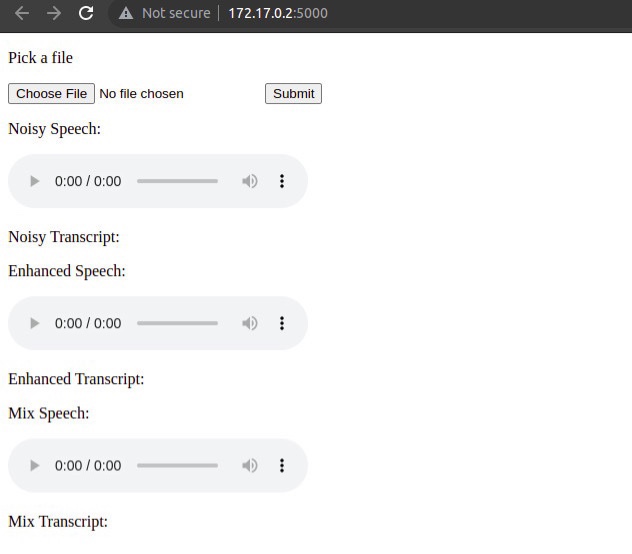 Not secure 172.17.0.2:5000
Pick a file
Choose File No file chosen Submit
Noisy Speech:
0:00 / 0:00
Noisy Transcript:
Enhanced Speech:
0:00 / 0:00
Enhanced Transcript:
Mix Speech:
0:00 / 0:00
Mix Transcript: